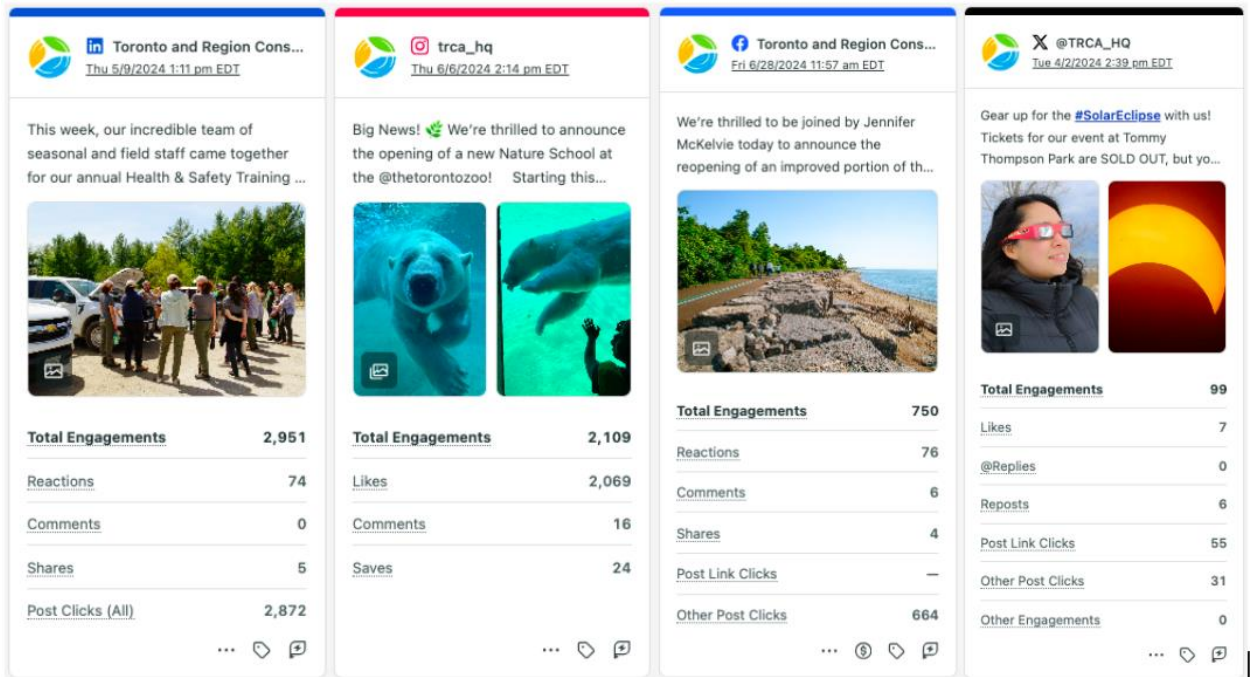 Toronto and Region Cons...
Thu 5/9/2024 1:11 pm EDT
This week, our incredible team of
seasonal and field staff came together
for our annual Health & Safety Training ...
Total Engagements 2,951
Reactions 74
Comments 0
Shares 5
Post Clicks (All) 2,872
trca_hq
Thu 6/6/2024 2:14 pm EDT
Big News! 🌿 We're thrilled to announce
the opening of a new Nature School at
the @thetorontozoo! Starting this...
Total Engagements 2,109
Likes 2,069
Comments 16
Saves 24
Toronto and Region Cons...
Fri 6/28/2024 11:57 am EDT
We're thrilled to be joined by Jennifer
McKelvie today to announce the
reopening of an improved portion of th...
Total Engagements 750
Reactions 76
Comments 6
Shares 4
Post Link Clicks —
Other Post Clicks 664
@TRCA_HQ
Tue 4/2/2024 2:39 pm EDT
Gear up for the #SolarEclipse with us!
Tickets for our event at Tommy
Thompson Park are SOLD OUT, but yo...
Total Engagements 99
Likes 7
@Replies 0
Reposts 6
Post Link Clicks 55
Other Post Clicks 31
Other Engagements 0